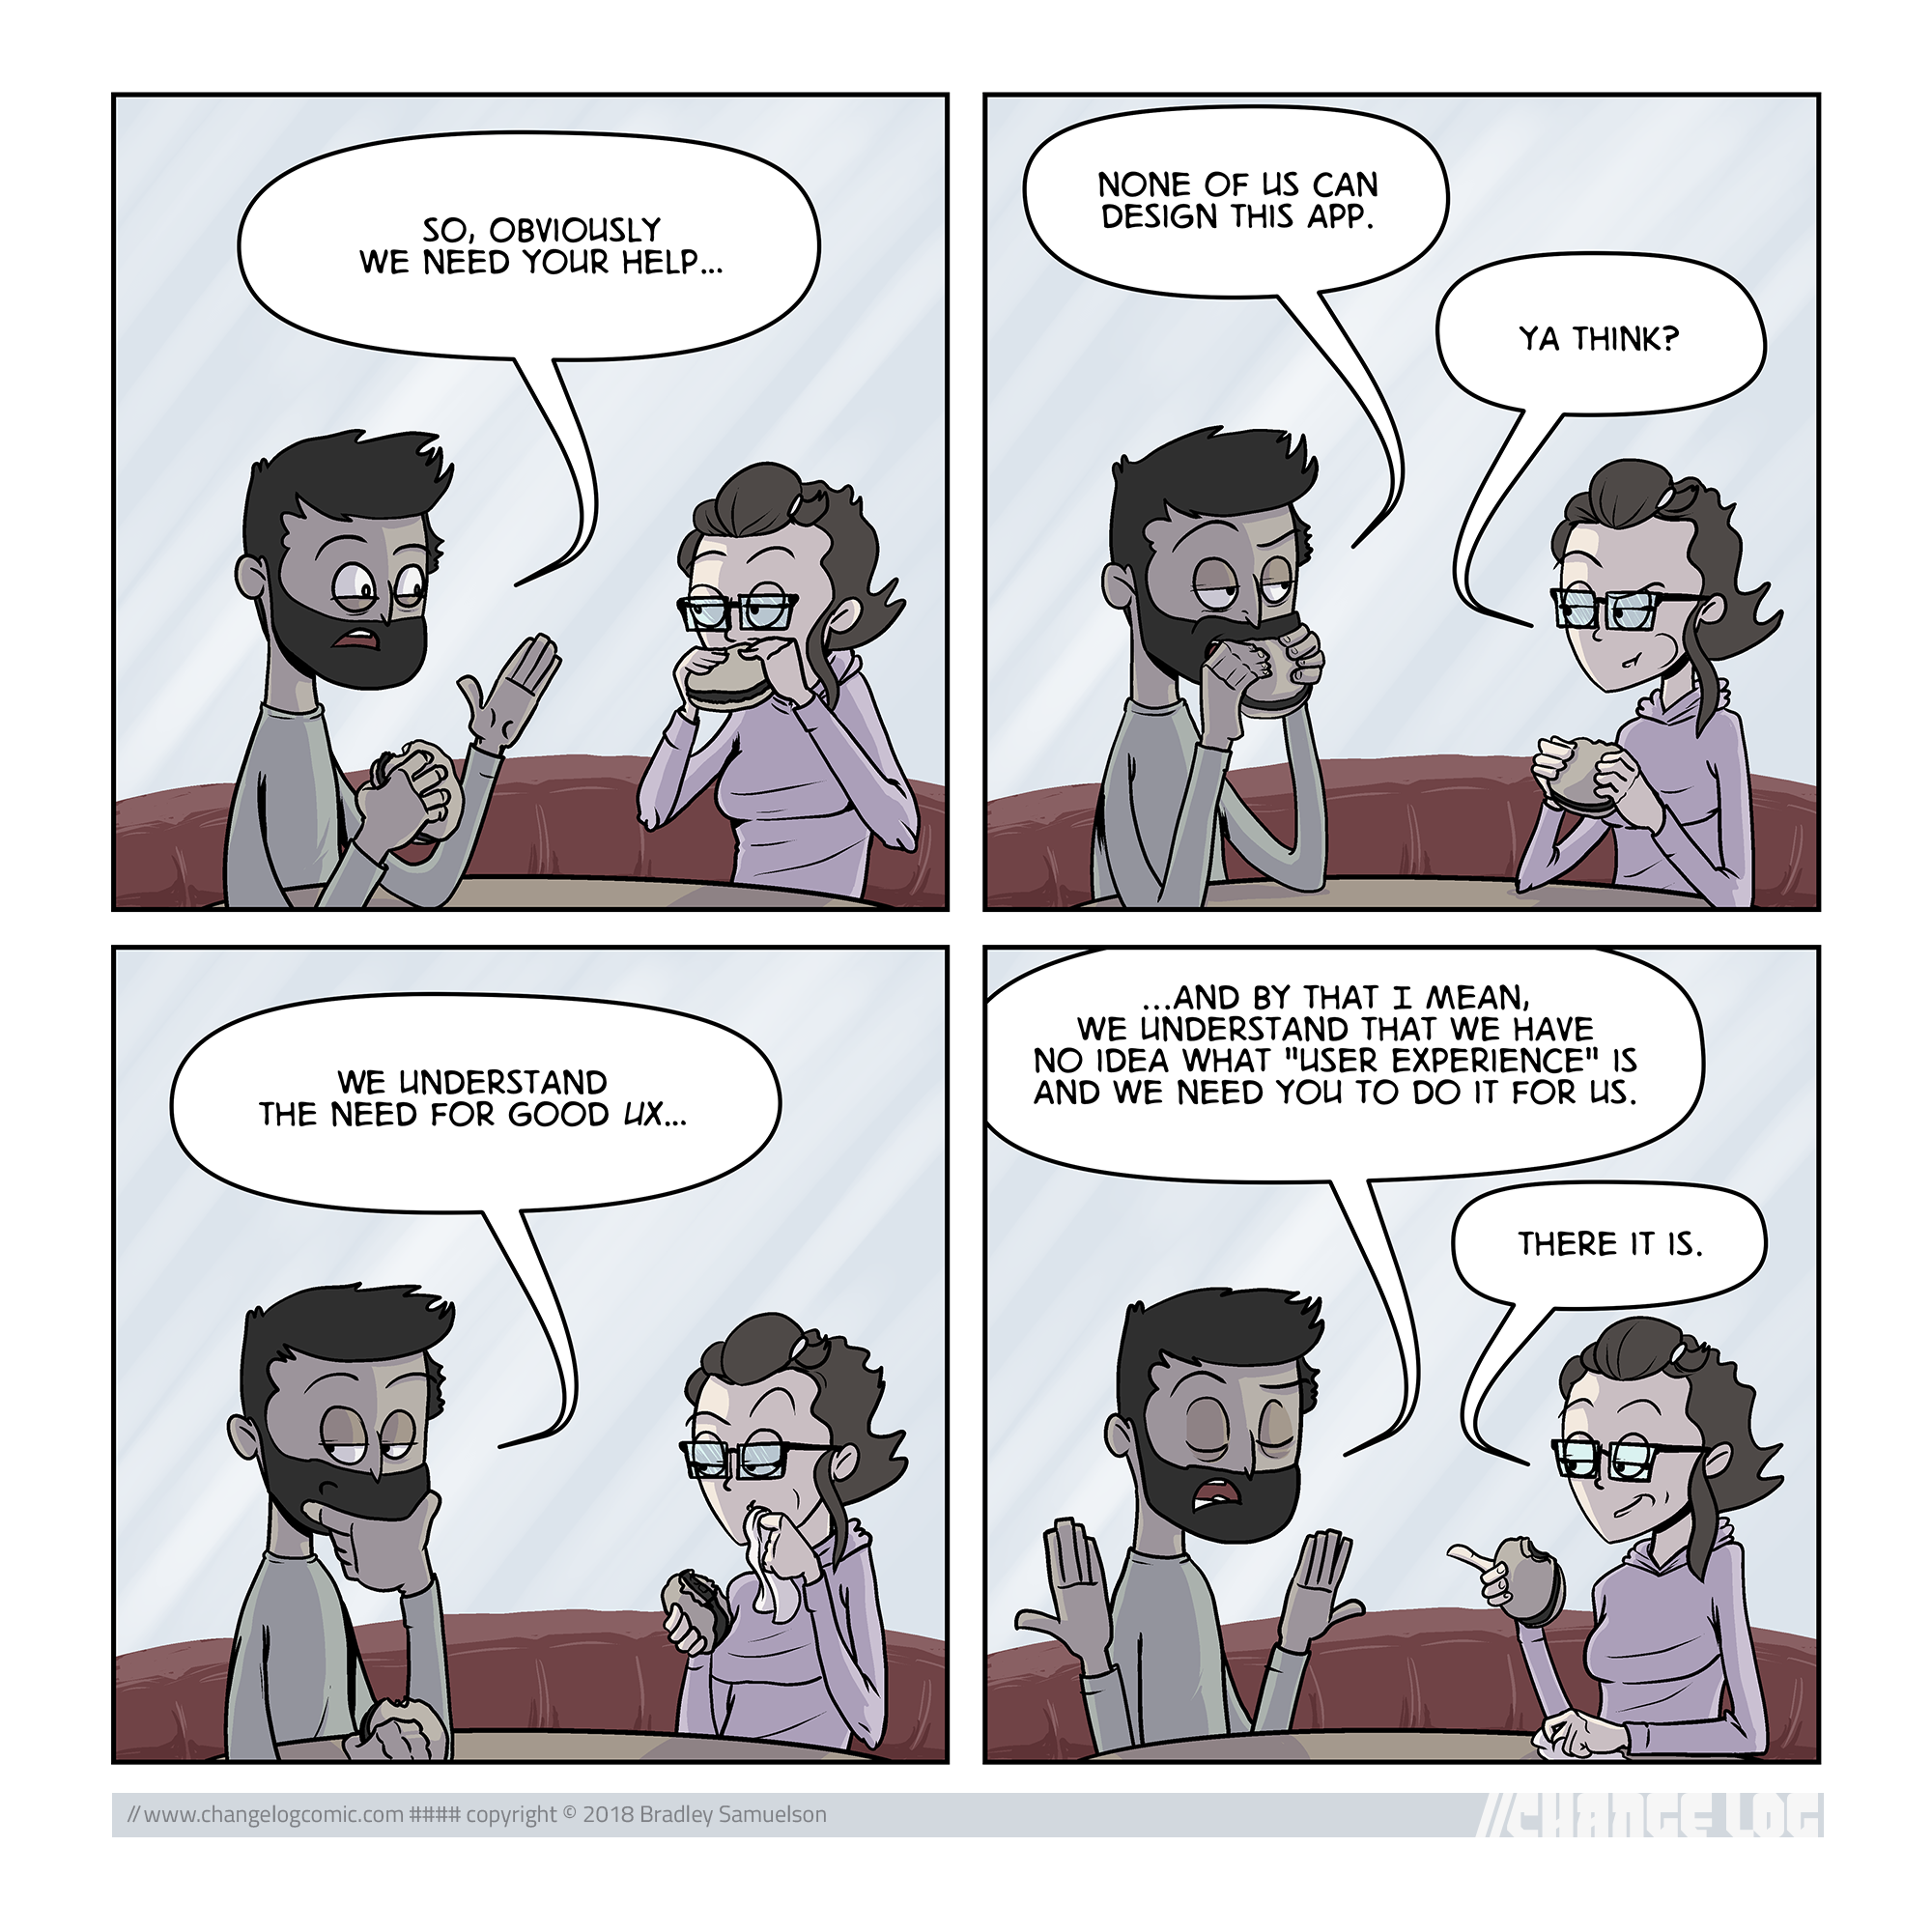 SO, OBVIOUSLY
WE NEED YOUR HELP...
NONE OF US CAN
DESIGN THIS APP.
YA THINK?
WE UNDERSTAND
THE NEED FOR GOOD UX...
...AND BY THAT I MEAN,
WE UNDERSTAND THAT WE HAVE
NO IDEA WHAT "USER EXPERIENCE" IS
AND WE NEED YOU TO DO IT FOR US.
THERE IT IS.
//www.changelogcomic.com #### copyright © 2018 Bradley Samuelson
//CHANGE LOG